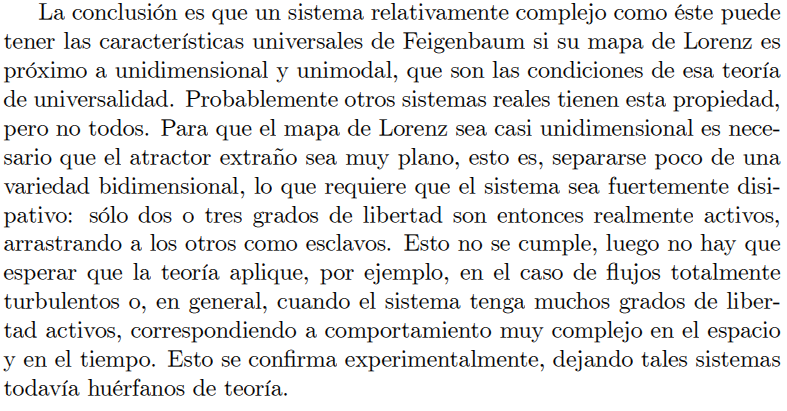 La conclusión es que un sistema relativamente complejo como éste puede
tener las características universales de Feigenbaum si su mapa de Lorenz es
próximo a unidimensional y unimodal, que son las condiciones de esa teoría
de universalidad. Probablemente otros sistemas reales tienen esta propiedad,
pero no todos. Para que el mapa de Lorenz sea casi unidimensional es nece-
sario que el atractor extraño sea muy plano, esto es, separarse poco de una
variedad bidimensional, lo que requiere que el sistema sea fuertemente disi-
pativo: sólo dos o tres grados de libertad son entonces realmente activos,
arrastrando a los otros como esclavos. Esto no se cumple, luego no hay que
esperar que la teoría aplique, por ejemplo, en el caso de flujos totalmente
turbulentos o, en general, cuando el sistema tenga muchos grados de liber-
tad activos, correspondiendo a comportamiento muy complejo en el espacio
y en el tiempo. Esto se confirma experimentalmente, dejando tales sistemas
todavía huérfanos de teoría.